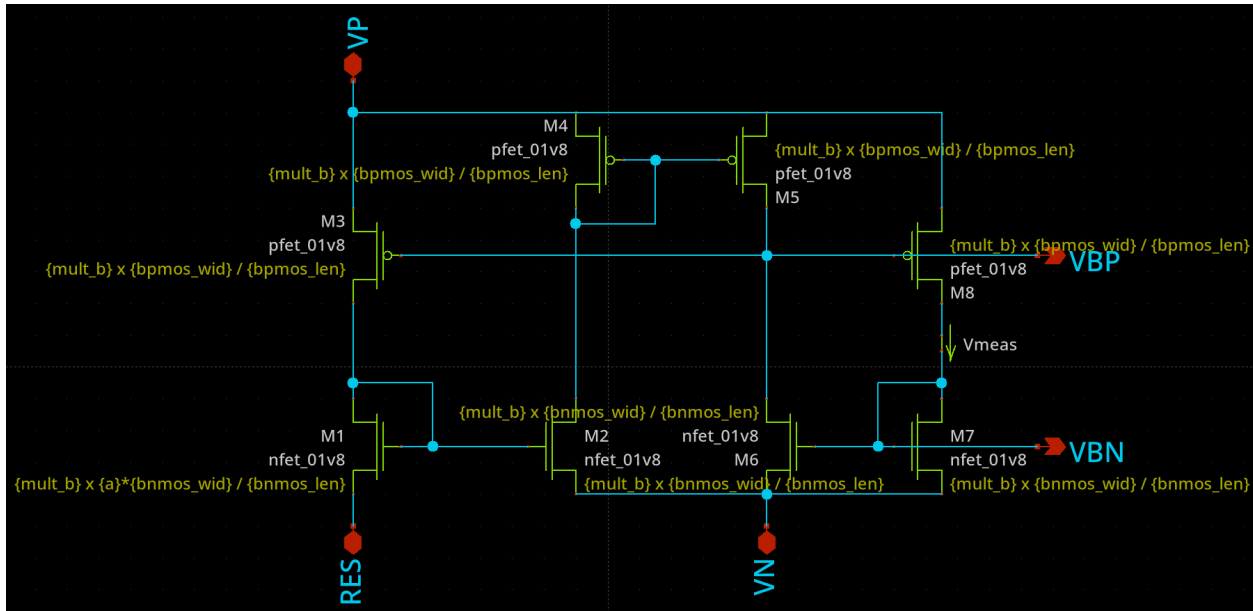 VP
M4
pfet_01v8
{mult_b} x {bpmos_wid} / {bpmos_len}
{mult_b} x {bpmos_wid} / {bpmos_len}
pfet_01v8
M5
M3
pfet_01v8
{mult_b} x {bpmos_wid} / {bpmos_len}
{mult_b} x {bpmos_wid} / {bpmos_len}
VBP
pfet_01v8
M8
Vmeas
M1
nfet_01v8
{mult_b} x {a}*{bnmos_wid} / {bnmos_len}
{mult_b} x {bnmos_wid} / {bnmos_len}
M2
nfet_01v8
{mult_b} x {bnmos_wid} / {bnmos_len}
nfet_01v8
M6
M7
nfet_01v8
{mult_b} x {bnmos_wid} / {bnmos_len}
VBN
RES
VN